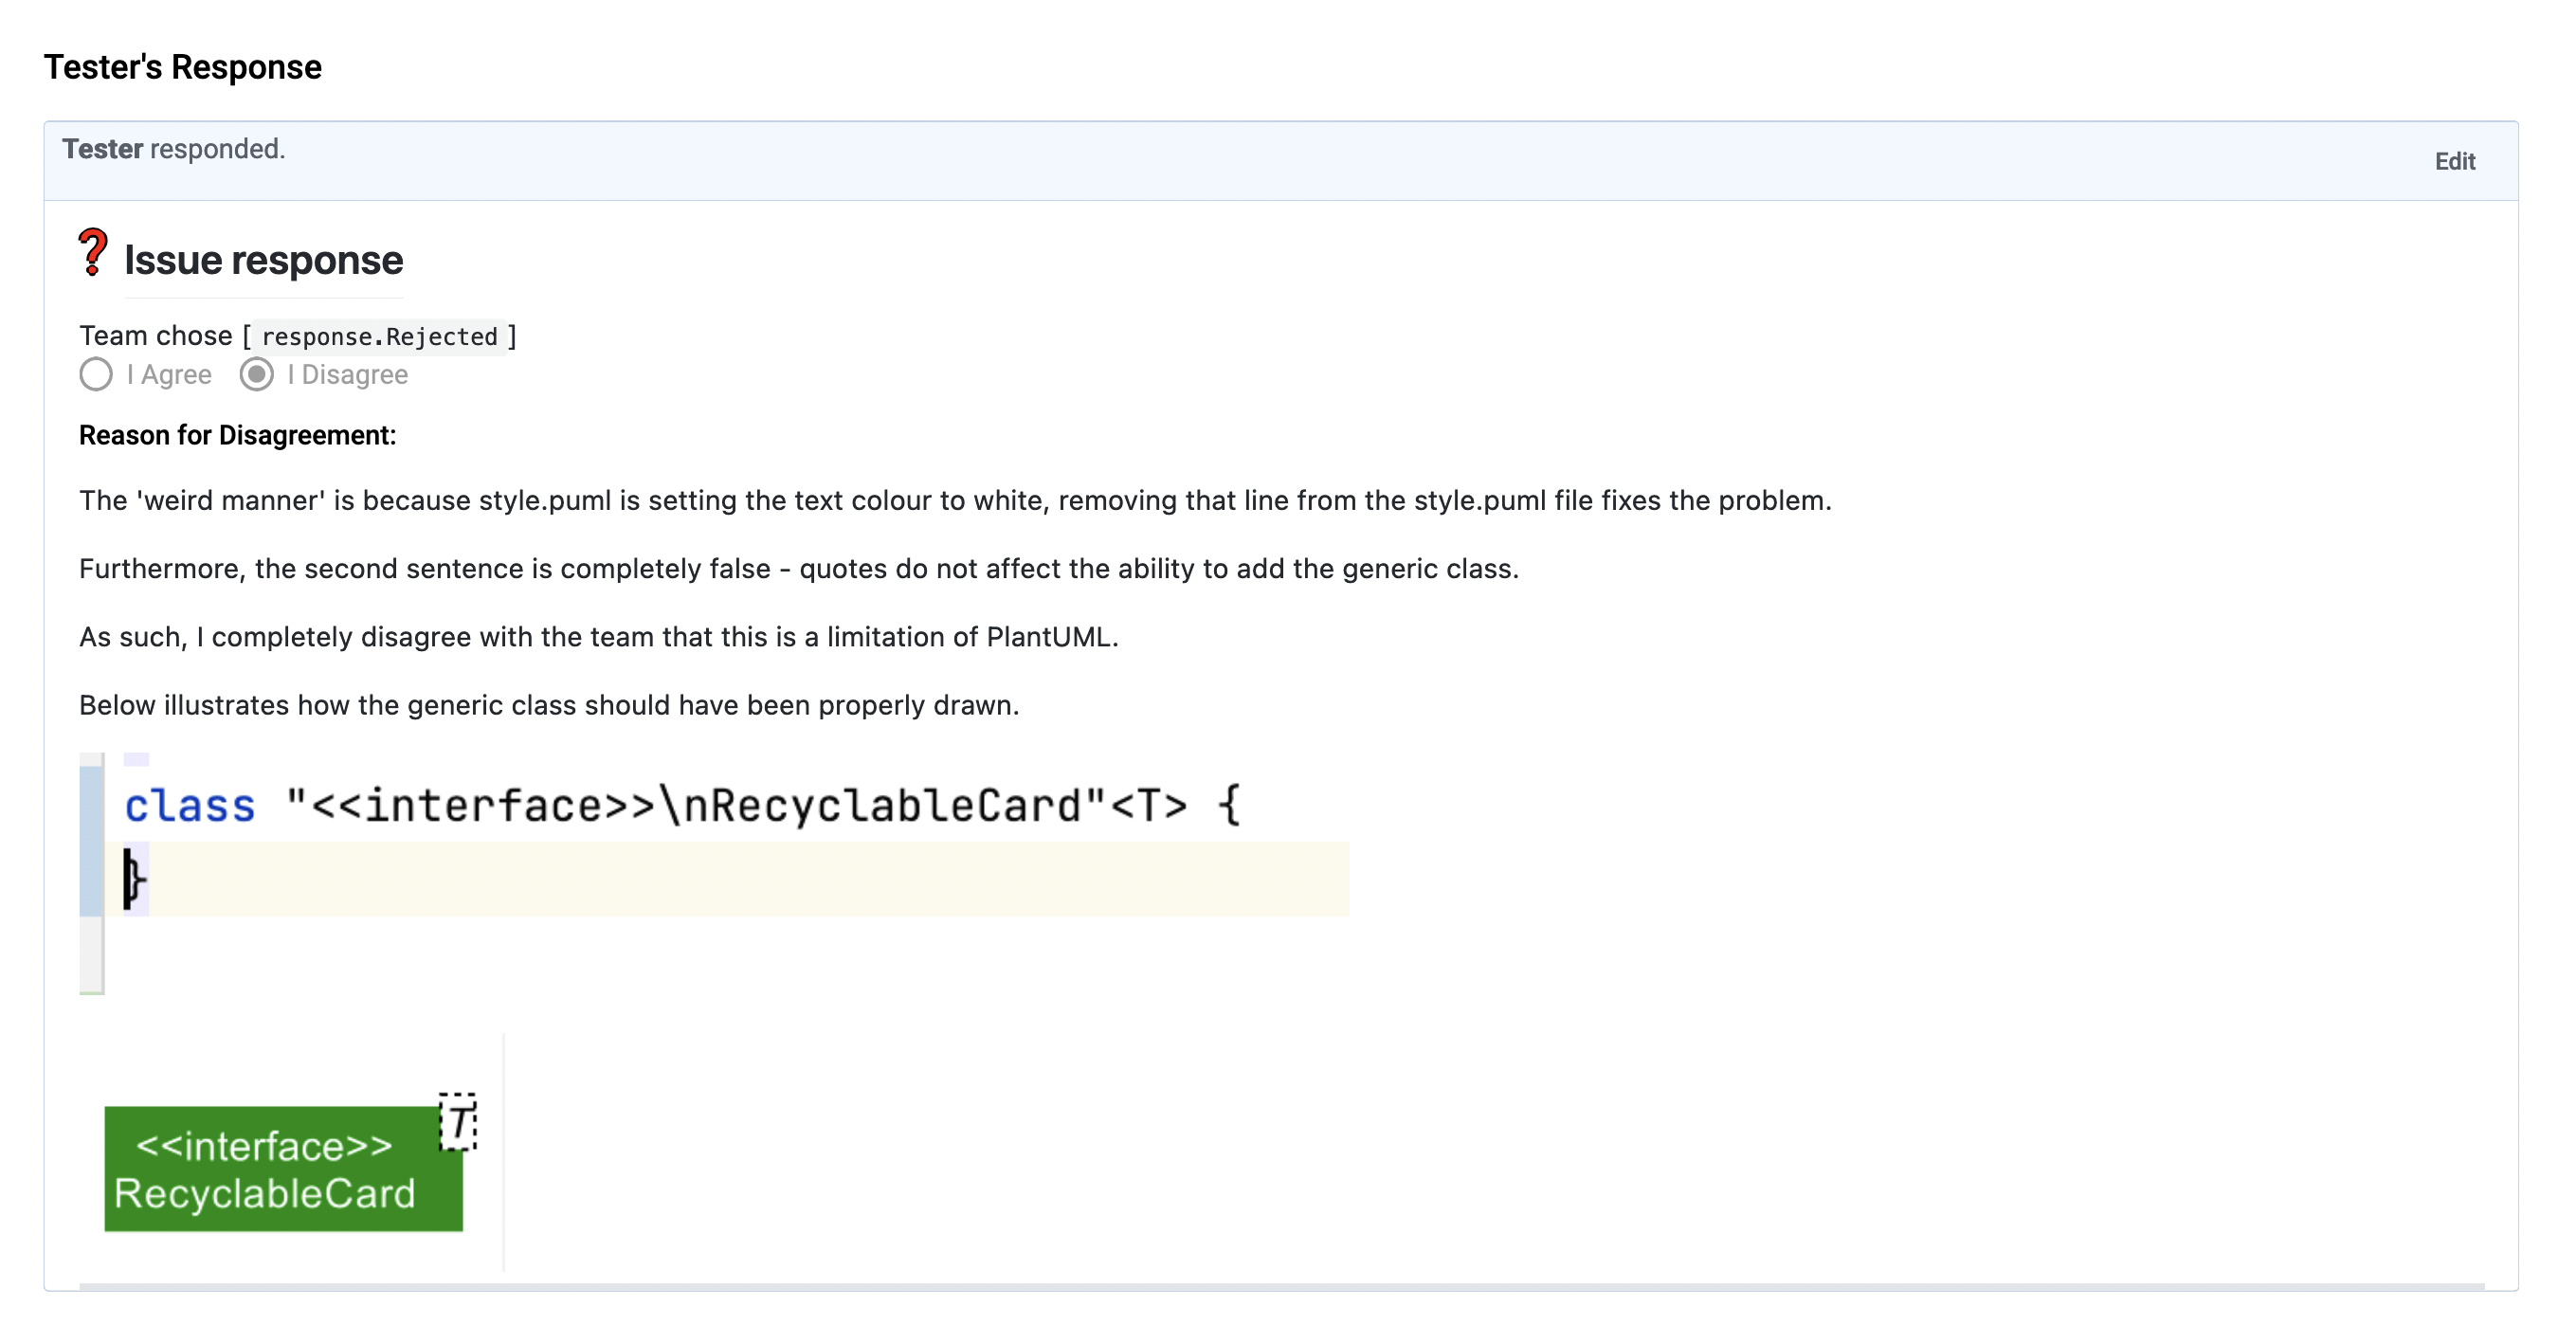 Tester's Response
Tester responded.
Edit
❓ Issue response
Team chose [ response.Rejected ]
I Agree I Disagree
Reason for Disagreement:
The 'weird manner' is because style.puml is setting the text colour to white, removing that line from the style.puml file fixes the problem.
Furthermore, the second sentence is completely false - quotes do not affect the ability to add the generic class.
As such, I completely disagree with the team that this is a limitation of PlantUML.
Below illustrates how the generic class should have been properly drawn.
class "<<interface>>\nRecyclableCard"<T> {
}
T
<<interface>>
RecyclableCard